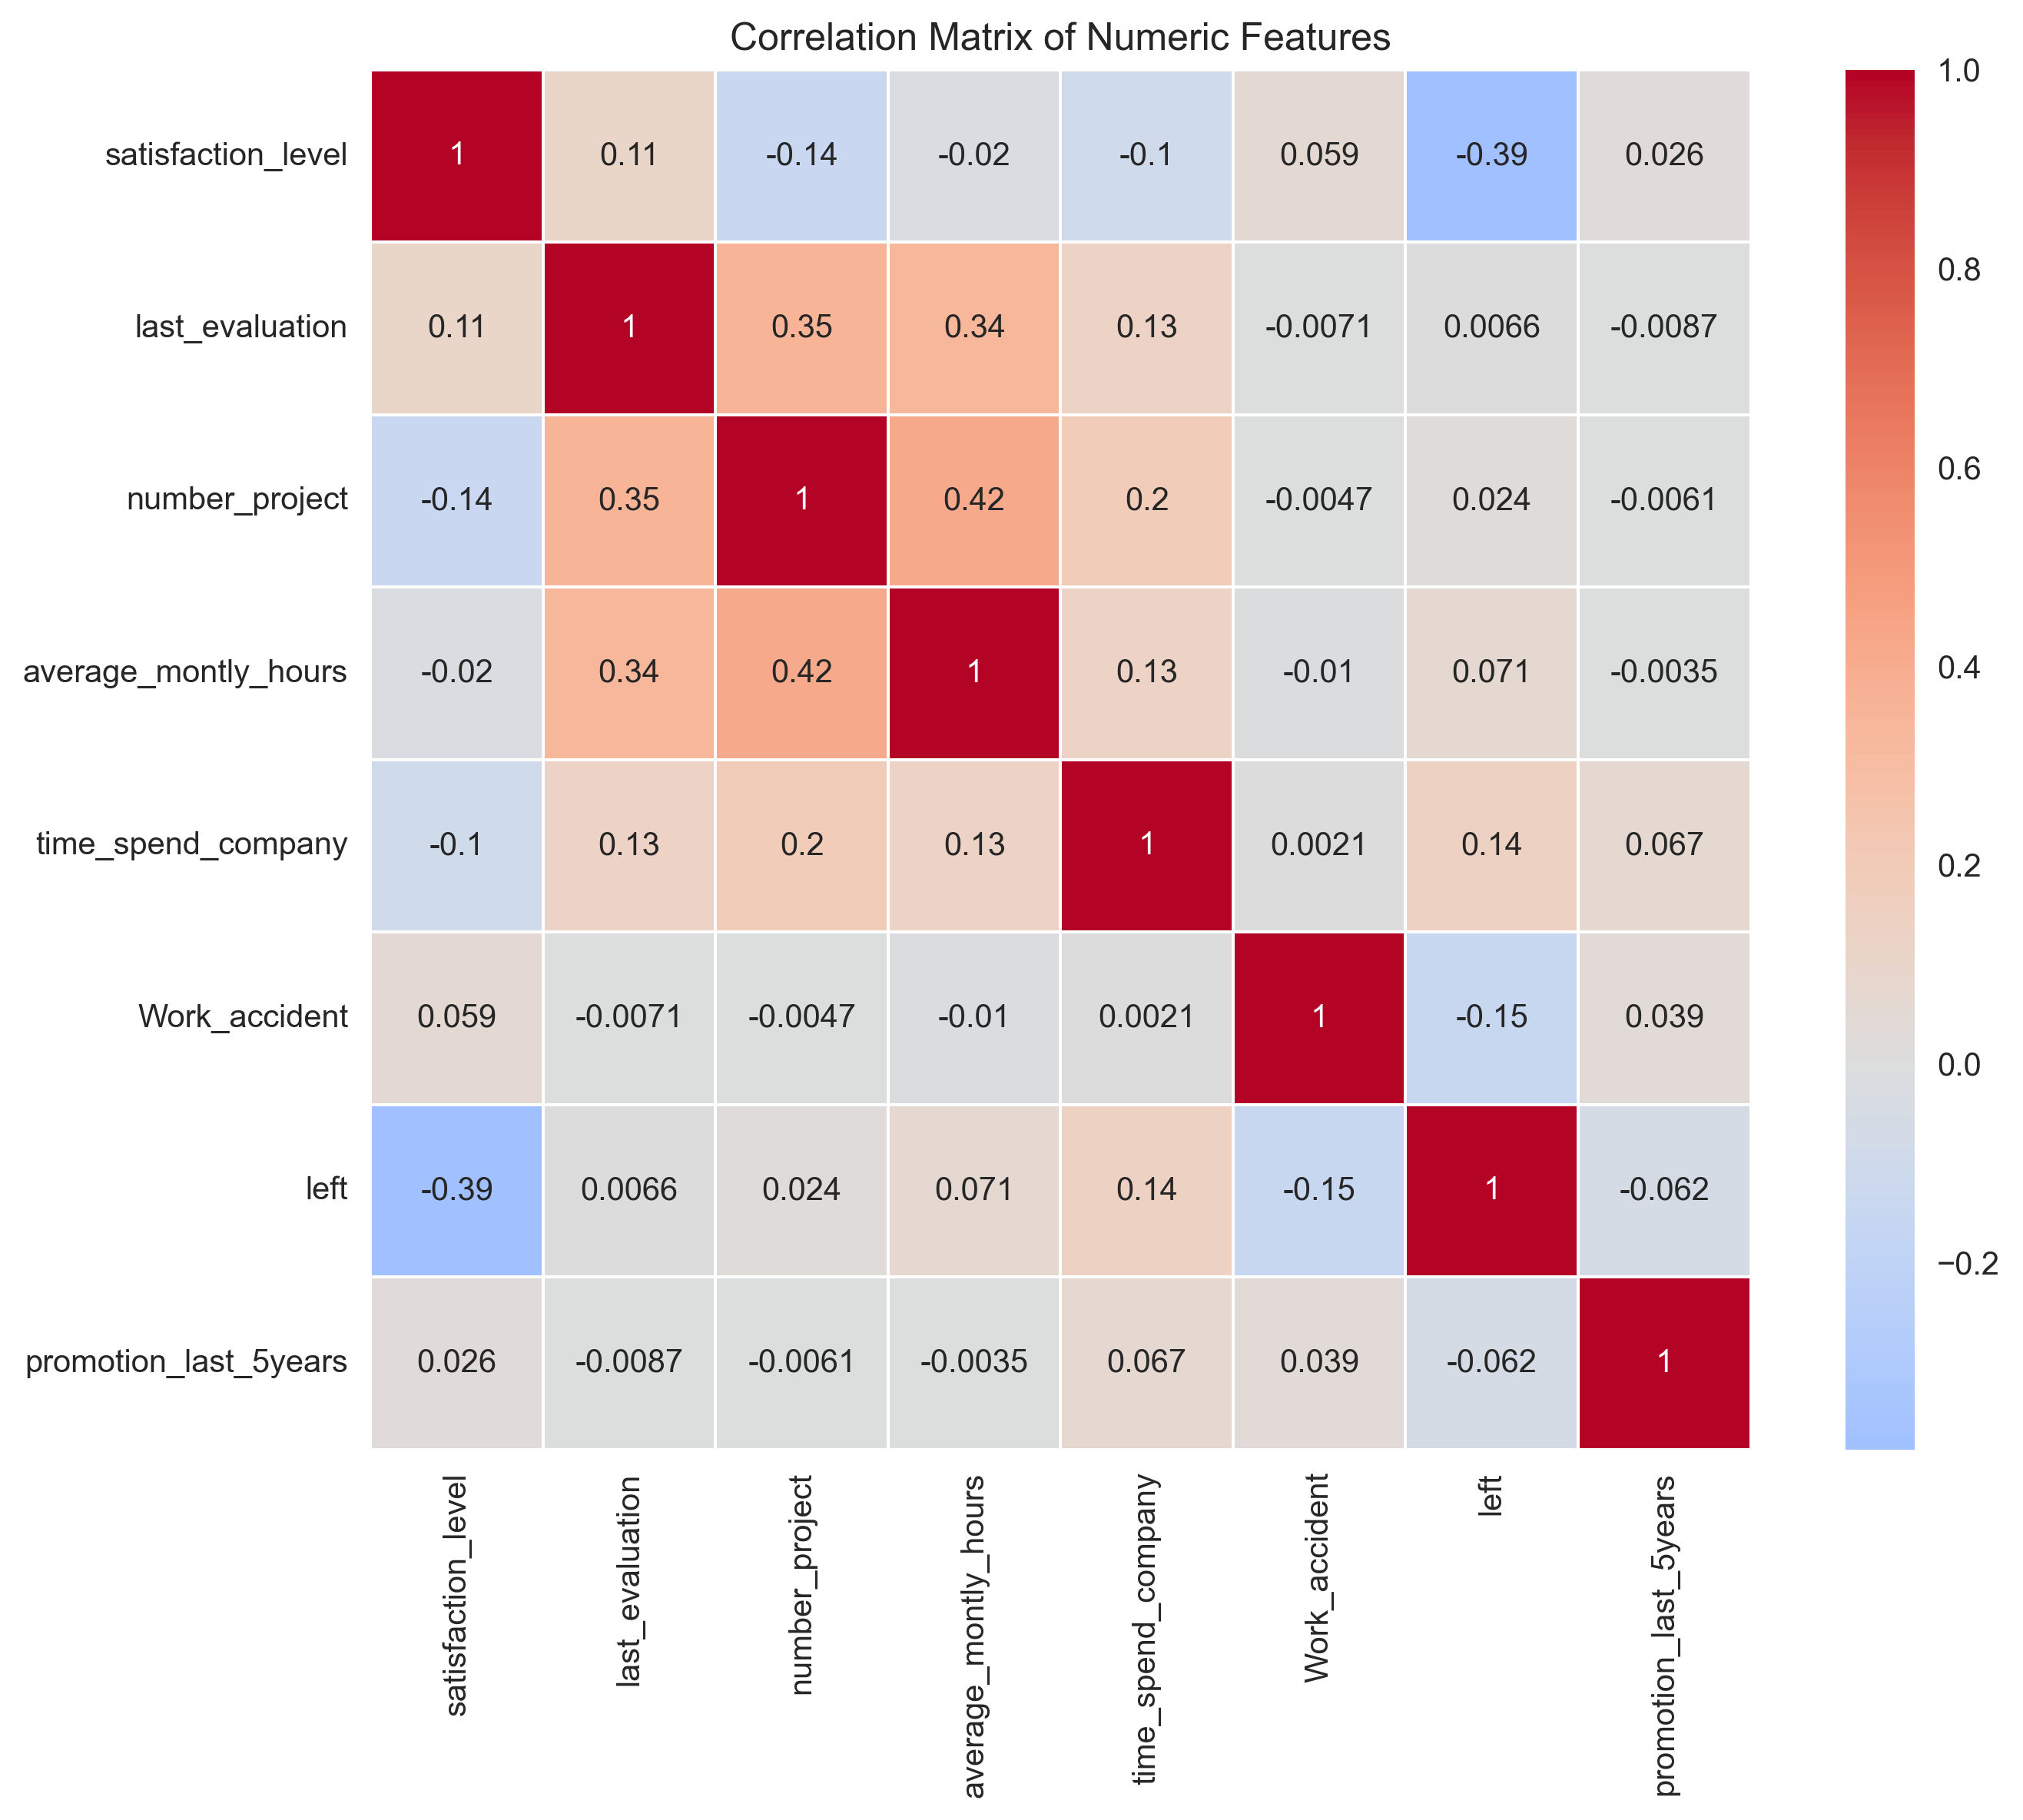 Correlation Matrix of Numeric Features
satisfaction_level 1 0.11 -0.14 -0.02 -0.1 0.059 -0.39 0.026
last_evaluation 0.11 1 0.35 0.34 0.13 -0.0071 0.0066 -0.0087
number_project -0.14 0.35 1 0.42 0.2 -0.0047 0.024 -0.0061
average_montly_hours -0.02 0.34 0.42 1 0.13 -0.01 0.071 -0.0035
time_spend_company -0.1 0.13 0.2 0.13 1 0.0021 0.14 0.067
Work_accident 0.059 -0.0071 -0.0047 -0.01 0.0021 1 -0.15 0.039
left -0.39 0.0066 0.024 0.071 0.14 -0.15 1 -0.062
promotion_last_5years 0.026 -0.0087 -0.0061 -0.0035 0.067 0.039 -0.062 1
satisfaction_level
last_evaluation
number_project
average_montly_hours
time_spend_company
Work_accident
left
promotion_last_5years
1.0
0.8
0.6
0.4
0.2
0.0
−0.2